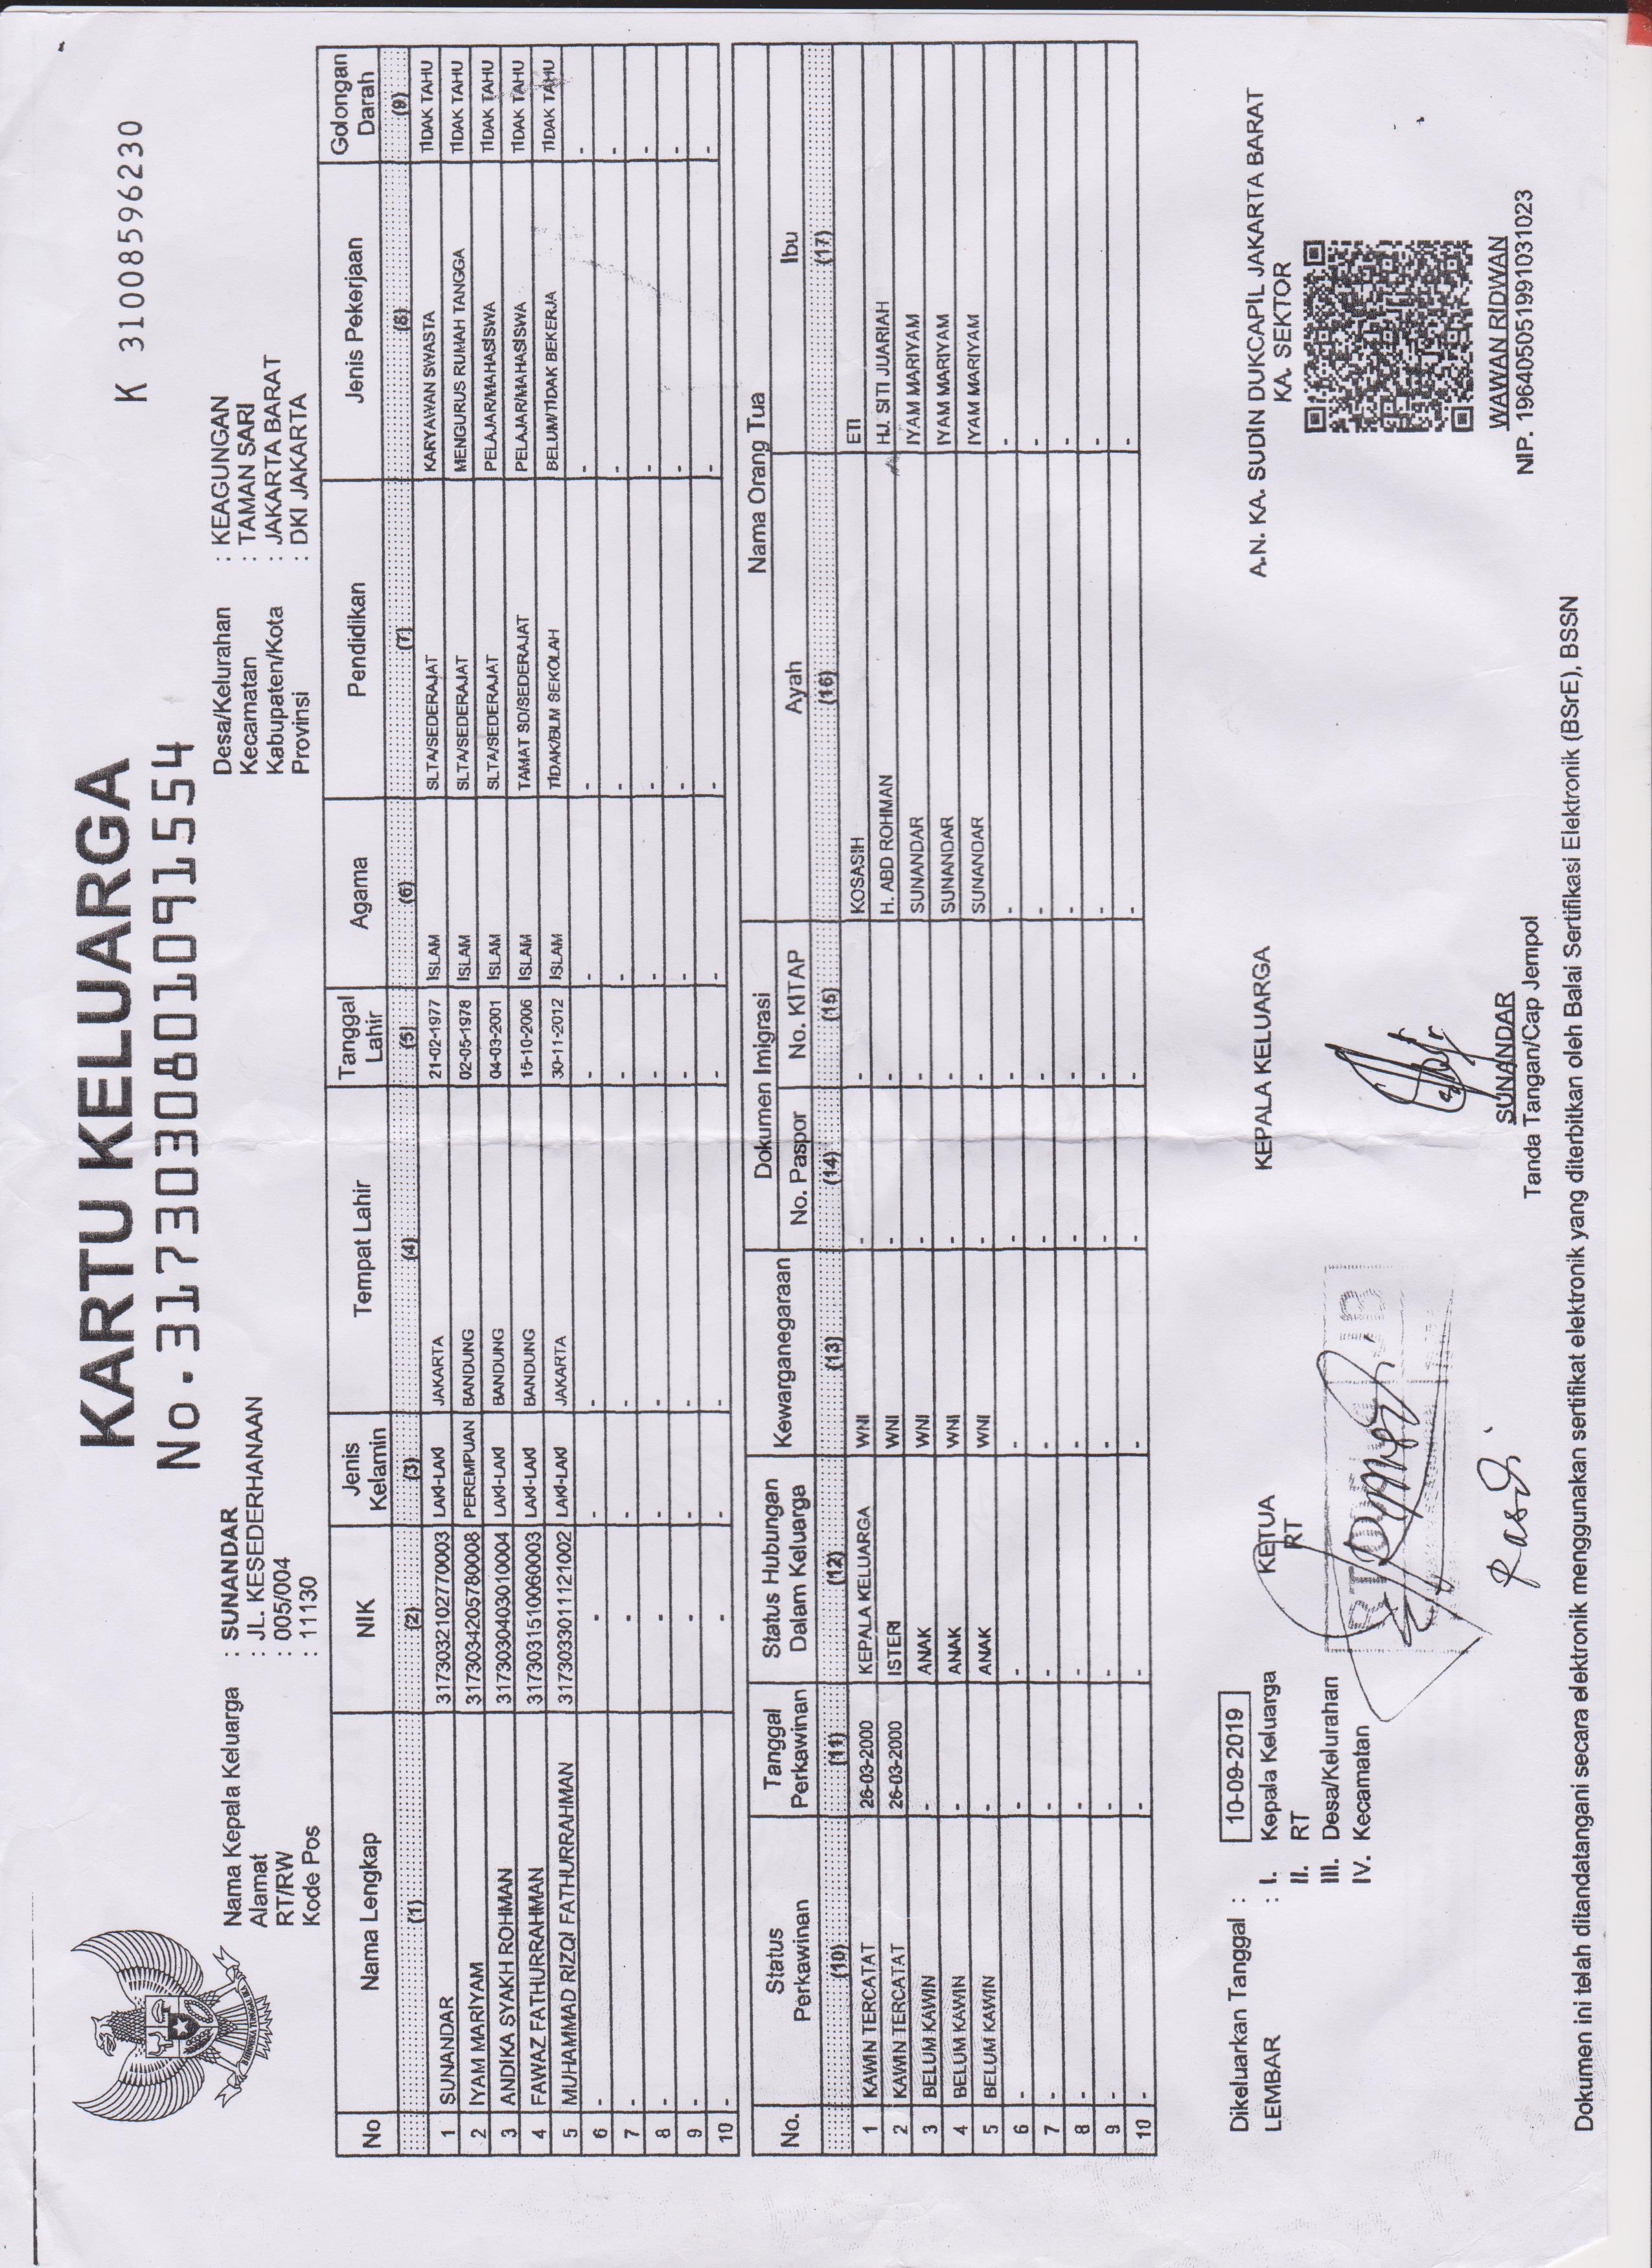 KARTU KELUARGA
No. 3173030801091554
K 31008596230
BHINNEKA TUNGGAL IKA
Nama Kepala Keluarga : SUNANDAR
Alamat : JL. KESEDERHANAAN
RT/RW : 005/004
Kode Pos : 11130
Desa/Kelurahan : KEAGUNGAN
Kecamatan : TAMAN SARI
Kabupaten/Kota : JAKARTA BARAT
Provinsi : DKI JAKARTA
No Nama Lengkap NIK Jenis Kelamin Tempat Lahir Tanggal Lahir Agama Pendidikan Jenis Pekerjaan Golongan Darah
(1) (2) (3) (4) (5) (6) (7) (8) (9)
1 SUNANDAR 3173032102770003 LAKI-LAKI JAKARTA 21-02-1977 ISLAM SLTA/SEDERAJAT KARYAWAN SWASTA TIDAK TAHU
2 IYAM MARIYAM 3173034205780008 PEREMPUAN BANDUNG 02-05-1978 ISLAM SLTA/SEDERAJAT MENGURUS RUMAH TANGGA TIDAK TAHU
3 ANDIKA SYAKH ROHMAN 3173030403010004 LAKI-LAKI BANDUNG 04-03-2001 ISLAM SLTA/SEDERAJAT PELAJAR/MAHASISWA TIDAK TAHU
4 FAWAZ FATHURRAHMAN 3173031510060003 LAKI-LAKI BANDUNG 15-10-2006 ISLAM TAMAT SD/SEDERAJAT PELAJAR/MAHASISWA TIDAK TAHU
5 MUHAMMAD RIZQI FATHURRAHMAN 3173033011121002 LAKI-LAKI JAKARTA 30-11-2012 ISLAM TIDAK/BLM SEKOLAH BELUM/TIDAK BEKERJA TIDAK TAHU
6 - - - - - - - - -
7 - - - - - - - - -
8 - - - - - - - - -
9 - - - - - - - - -
10 - - - - - - - - -
No. Status Perkawinan Tanggal Perkawinan Status Hubungan Dalam Keluarga Kewarganegaraan Dokumen Imigrasi Nama Orang Tua
No. Paspor No. KITAP Ayah Ibu
(10) (11) (12) (13) (14) (15) (16) (17)
1 KAWIN TERCATAT 26-03-2000 KEPALA KELUARGA WNI - - KOSASIH ETI
2 KAWIN TERCATAT 26-03-2000 ISTERI WNI - - H. ABD ROHMAN HJ. SITI JUARIAH
3 BELUM KAWIN - ANAK WNI - - SUNANDAR IYAM MARIYAM
4 BELUM KAWIN - ANAK WNI - - SUNANDAR IYAM MARIYAM
5 BELUM KAWIN - ANAK WNI - - SUNANDAR IYAM MARIYAM
6 - - - - - - - -
7 - - - - - - - -
8 - - - - - - - -
9 - - - - - - - -
10 - - - - - - - -
Dikeluarkan Tanggal : 10-09-2019
LEMBAR : I. Kepala Keluarga
II. RT
III. Desa/Kelurahan
IV. Kecamatan
KETUA
RT
Rasdi
KEPALA KELUARGA
SUNANDAR
Tanda Tangan/Cap Jempol
A.N. KA. SUDIN DUKCAPIL JAKARTA BARAT
KA. SEKTOR
WAWAN RIDWAN
NIP. 196405051991031023
Dokumen ini telah ditandatangani secara elektronik menggunakan sertifikat elektronik yang diterbitkan oleh Balai Sertifikasi Elektronik (BSrE), BSSN